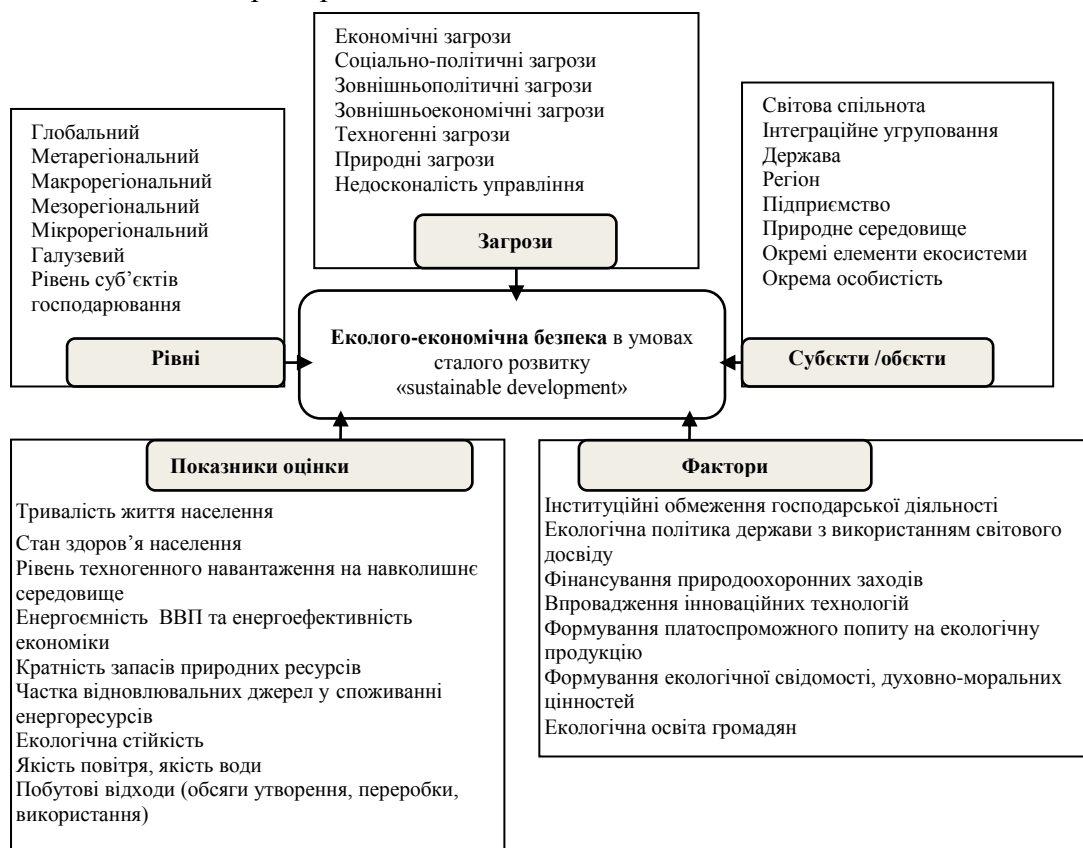 Економічні загрози
Соціально-політичні загрози
Зовнішньополітичні загрози
Зовнішньоекономічні загрози
Техногенні загрози
Природні загрози
Недосконалість управління
Загрози
Глобальний
Метарегіональний
Макрорегіональний
Мезорегіональний
Мікрорегіональний
Галузевий
Рівень суб’єктів
господарювання
Рівні
Світова спільнота
Інтеграційне угруповання
Держава
Регіон
Підприємство
Природне середовище
Окремі елементи екосистеми
Окрема особистість
Субєкти /обєкти
Еколого-економічна безпека в умовах
сталого розвитку
«sustainable development»
Показники оцінки
Тривалість життя населення
Стан здоров’я населення
Рівень техногенного навантаження на навколишнє
середовище
Енергоємність ВВП та енергоефективність
економіки
Кратність запасів природних ресурсів
Частка відновлювальних джерел у споживанні
енергоресурсів
Екологічна стійкість
Якість повітря, якість води
Побутові відходи (обсяги утворення, переробки,
використання)
Фактори
Інституційні обмеження господарської діяльності
Екологічна політика держави з використанням світового
досвіду
Фінансування природоохоронних заходів
Впровадження інноваційних технологій
Формування платоспроможного попиту на екологічну
продукцію
Формування екологічної свідомості, духовно-моральних
цінностей
Екологічна освіта громадян